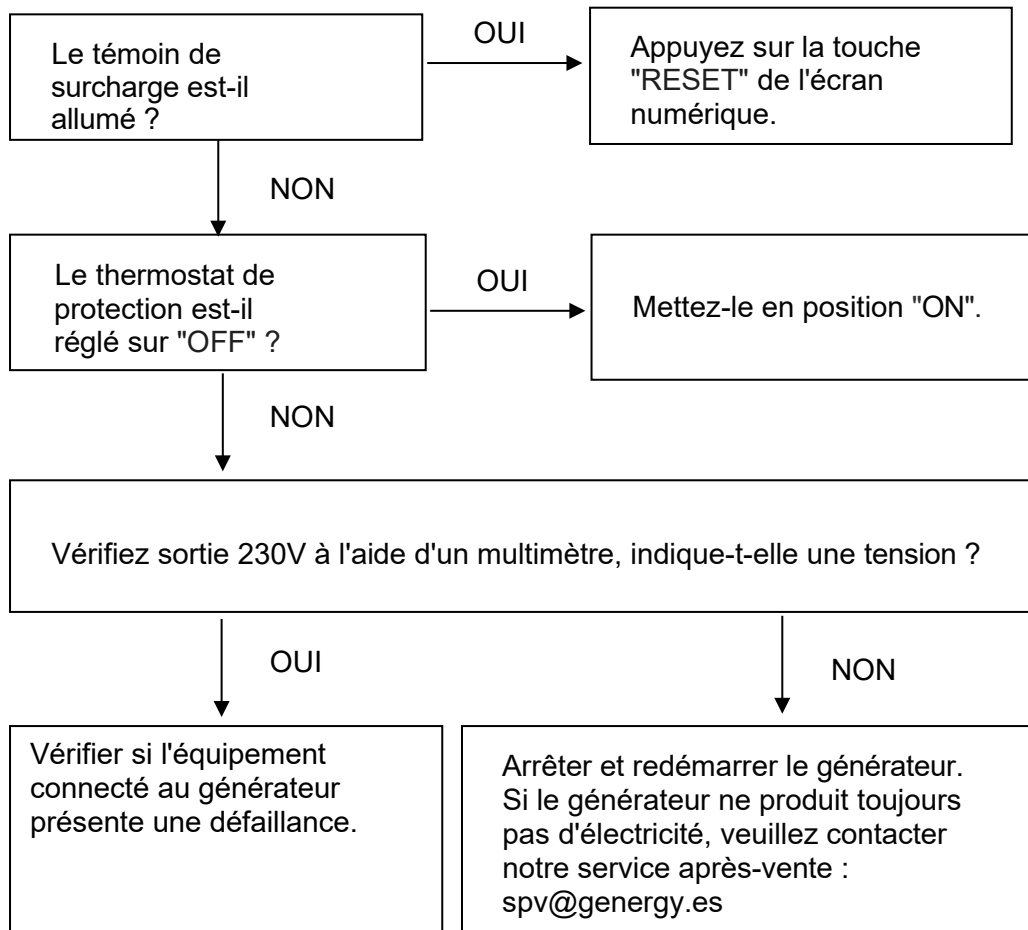 Le témoin de
surcharge est-il
allumé ?
OUI
Appuyez sur la touche
"RESET" de l'écran
numérique.
NON
Le thermostat de
protection est-il
réglé sur "OFF" ?
OUI
Mettez-le en position "ON".
NON
Vérifiez sortie 230V à l'aide d'un multimètre, indique-t-elle une tension ?
OUI
NON
Vérifier si l'équipement
connecté au générateur
présente une défaillance.
Arrêter et redémarrer le générateur.
Si le générateur ne produit toujours
pas d'électricité, veuillez contacter
notre service après-vente :
spv@genergy.es